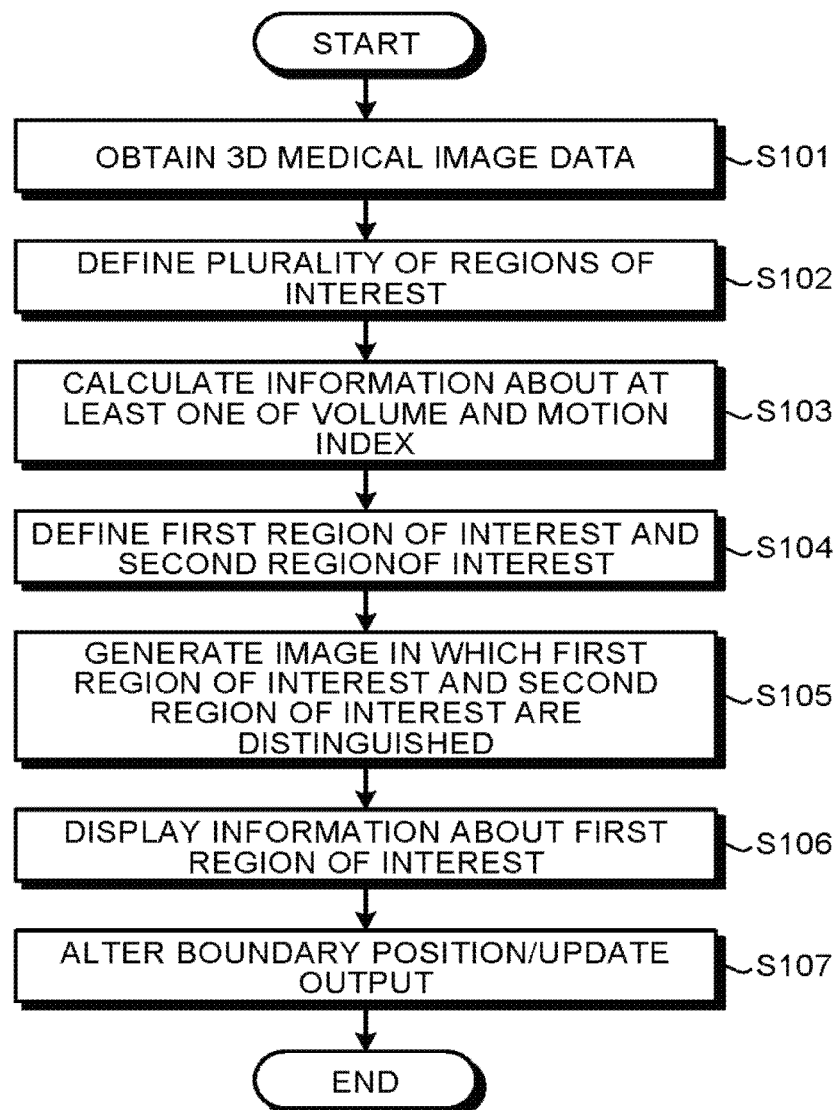 START
OBTAIN 3D MEDICAL IMAGE DATA
S101
DEFINE PLURALITY OF REGIONS OF
INTEREST
S102
CALCULATE INFORMATION ABOUT AT
LEAST ONE OF VOLUME AND MOTION
INDEX
S103
DEFINE FIRST REGION OF INTEREST AND
SECOND REGIONOF INTEREST
S104
GENERATE IMAGE IN WHICH FIRST
REGION OF INTEREST AND SECOND
REGION OF INTEREST ARE
DISTINGUISHED
S105
DISPLAY INFORMATION ABOUT FIRST
REGION OF INTEREST
S106
ALTER BOUNDARY POSITION/UPDATE
OUTPUT
S107
END